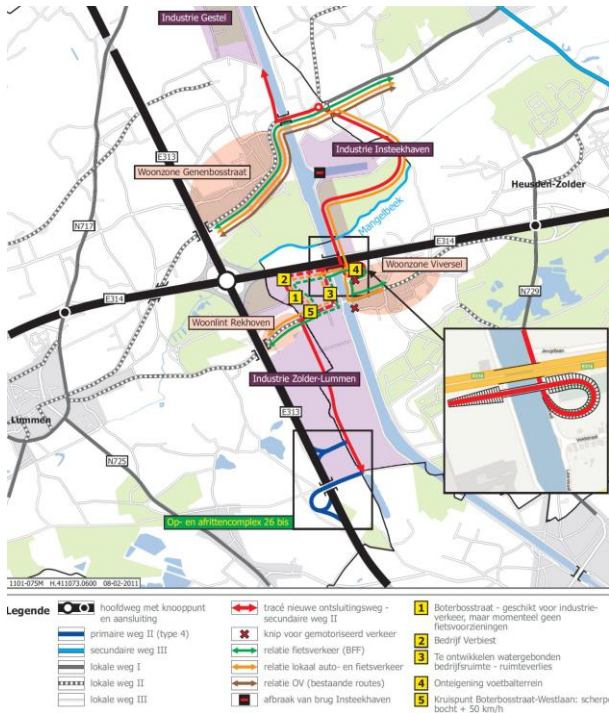 Industrie Gestel
E313
Industrie Insteekhaven
Woonzone Genenbosstraat
Heusden-Zolder
Mangelbeek
N717
E314
4
Woonzone Viversel
2
1
3
N729
5
E314
Woonlint Rekhoven
Industrie Zolder-Lummen
Lummen
E313
N725
Op- en afrittencomplex 26 bis
1101-075M H.411073.0600 08-02-2011
Legende
hoofdweg met knooppunt
en aansluiting
primaire weg II (type 4)
secundaire weg III
lokale weg I
lokale weg II
lokale weg III
tracé nieuwe ontsluitingsweg -
secundaire weg II
knip voor gemotoriseerd verkeer
relatie fietsverkeer (BFF)
relatie lokaal auto- en fietsverkeer
relatie OV (bestaande routes)
afbraak van brug Insteekhaven
1 Boterbosstraat - geschikt voor industrie-
verkeer, maar momenteel geen
fietsvoorzieningen
2 Bedrijf Verbiest
3 Te ontwikkelen watergebonden
bedrijfsruimte - ruimteverlies
4 Onteigening voetbalterrein
5 Kruispunt Boterbosstraat-Westlaan: scherpe
bocht + 50 km/h